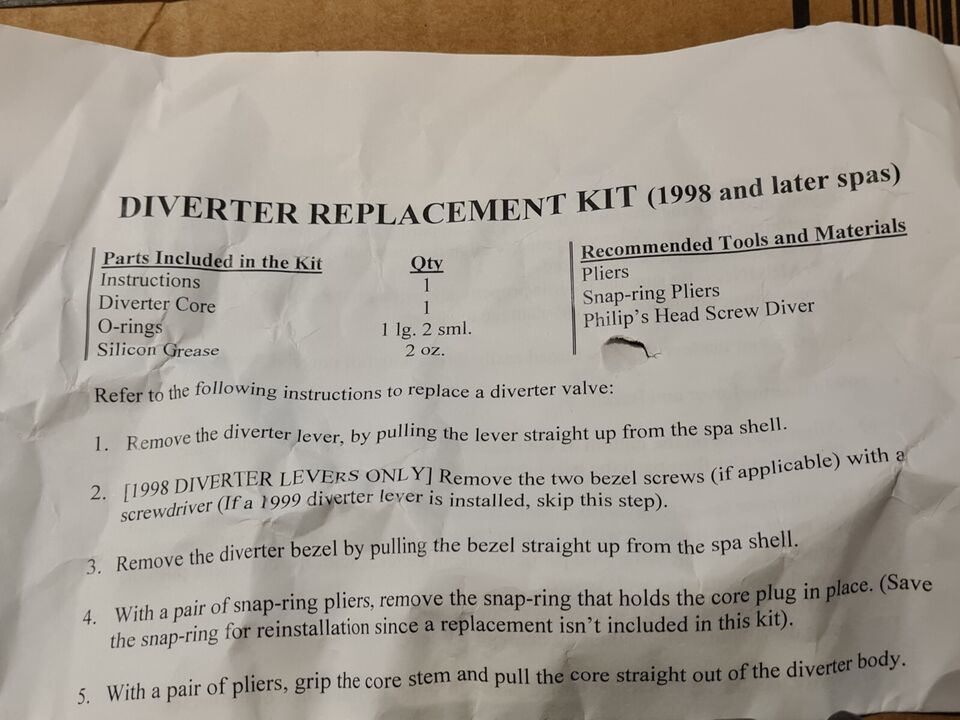 DIVERTER REPLACEMENT KIT (1998 and later spas)
Parts Included in the Kit Qty
Instructions 1
Diverter Core 1
O-rings 1 lg. 2 sml.
Silicon Grease 2 oz.
Recommended Tools and Materials
Pliers
Snap-ring Pliers
Philip's Head Screw Diver
Refer to the following instructions to replace a diverter valve:
1. Remove the diverter lever, by pulling the lever straight up from the spa shell.
2. [1998 DIVERTER LEVERS ONLY] Remove the two bezel screws (if applicable) with a
screwdriver (If a 1999 diverter lever is installed, skip this step).
3. Remove the diverter bezel by pulling the bezel straight up from the spa shell.
4. With a pair of snap-ring pliers, remove the snap-ring that holds the core plug in place. (Save
the snap-ring for reinstallation since a replacement isn't included in this kit).
5. With a pair of pliers, grip the core stem and pull the core straight out of the diverter body.